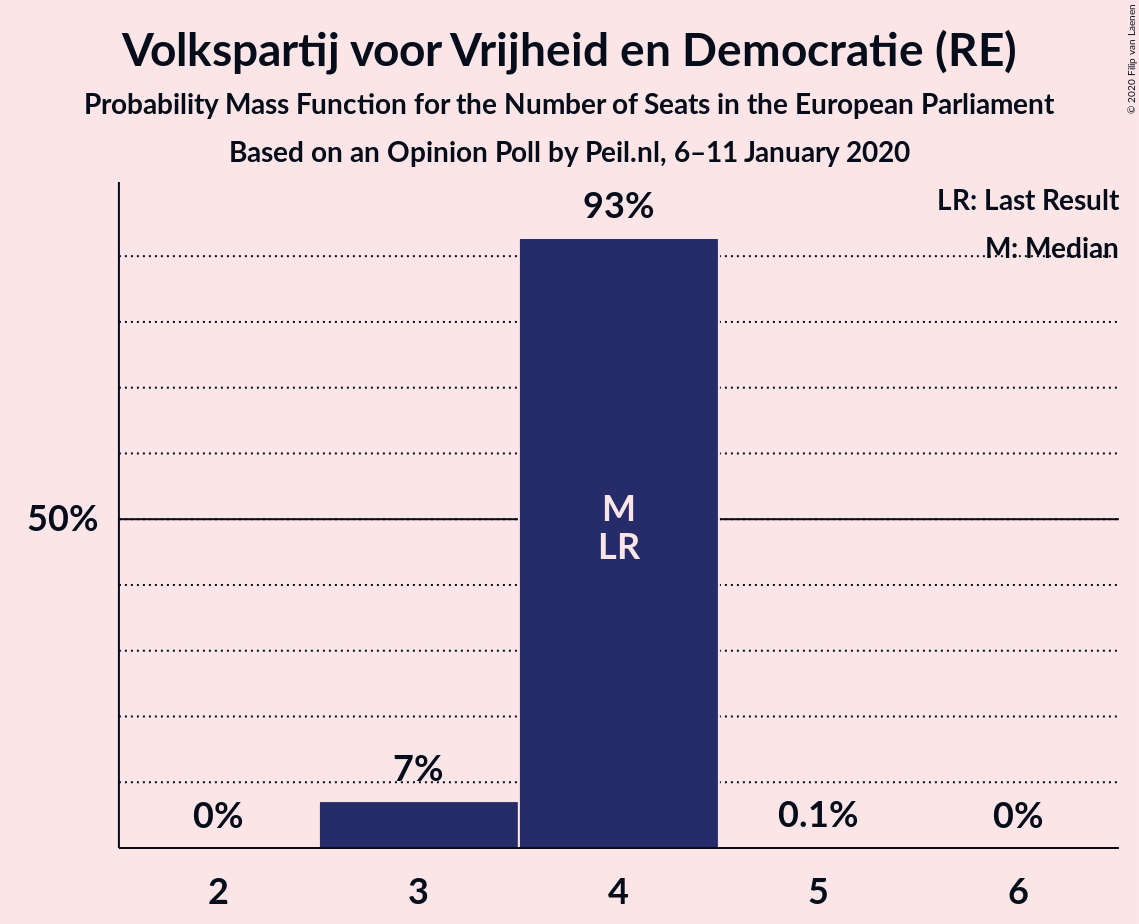 Volkspartij voor Vrijheid en Democratie (RE)
Probability Mass Function for the Number of Seats in the European Parliament
Based on an Opinion Poll by Peil.nl, 6–11 January 2020
© 2020 Filip van Laenen
LR: Last Result
M: Median
93%
M
LR
50%
7%
0%
0.1%
0%
2 3 4 5 6